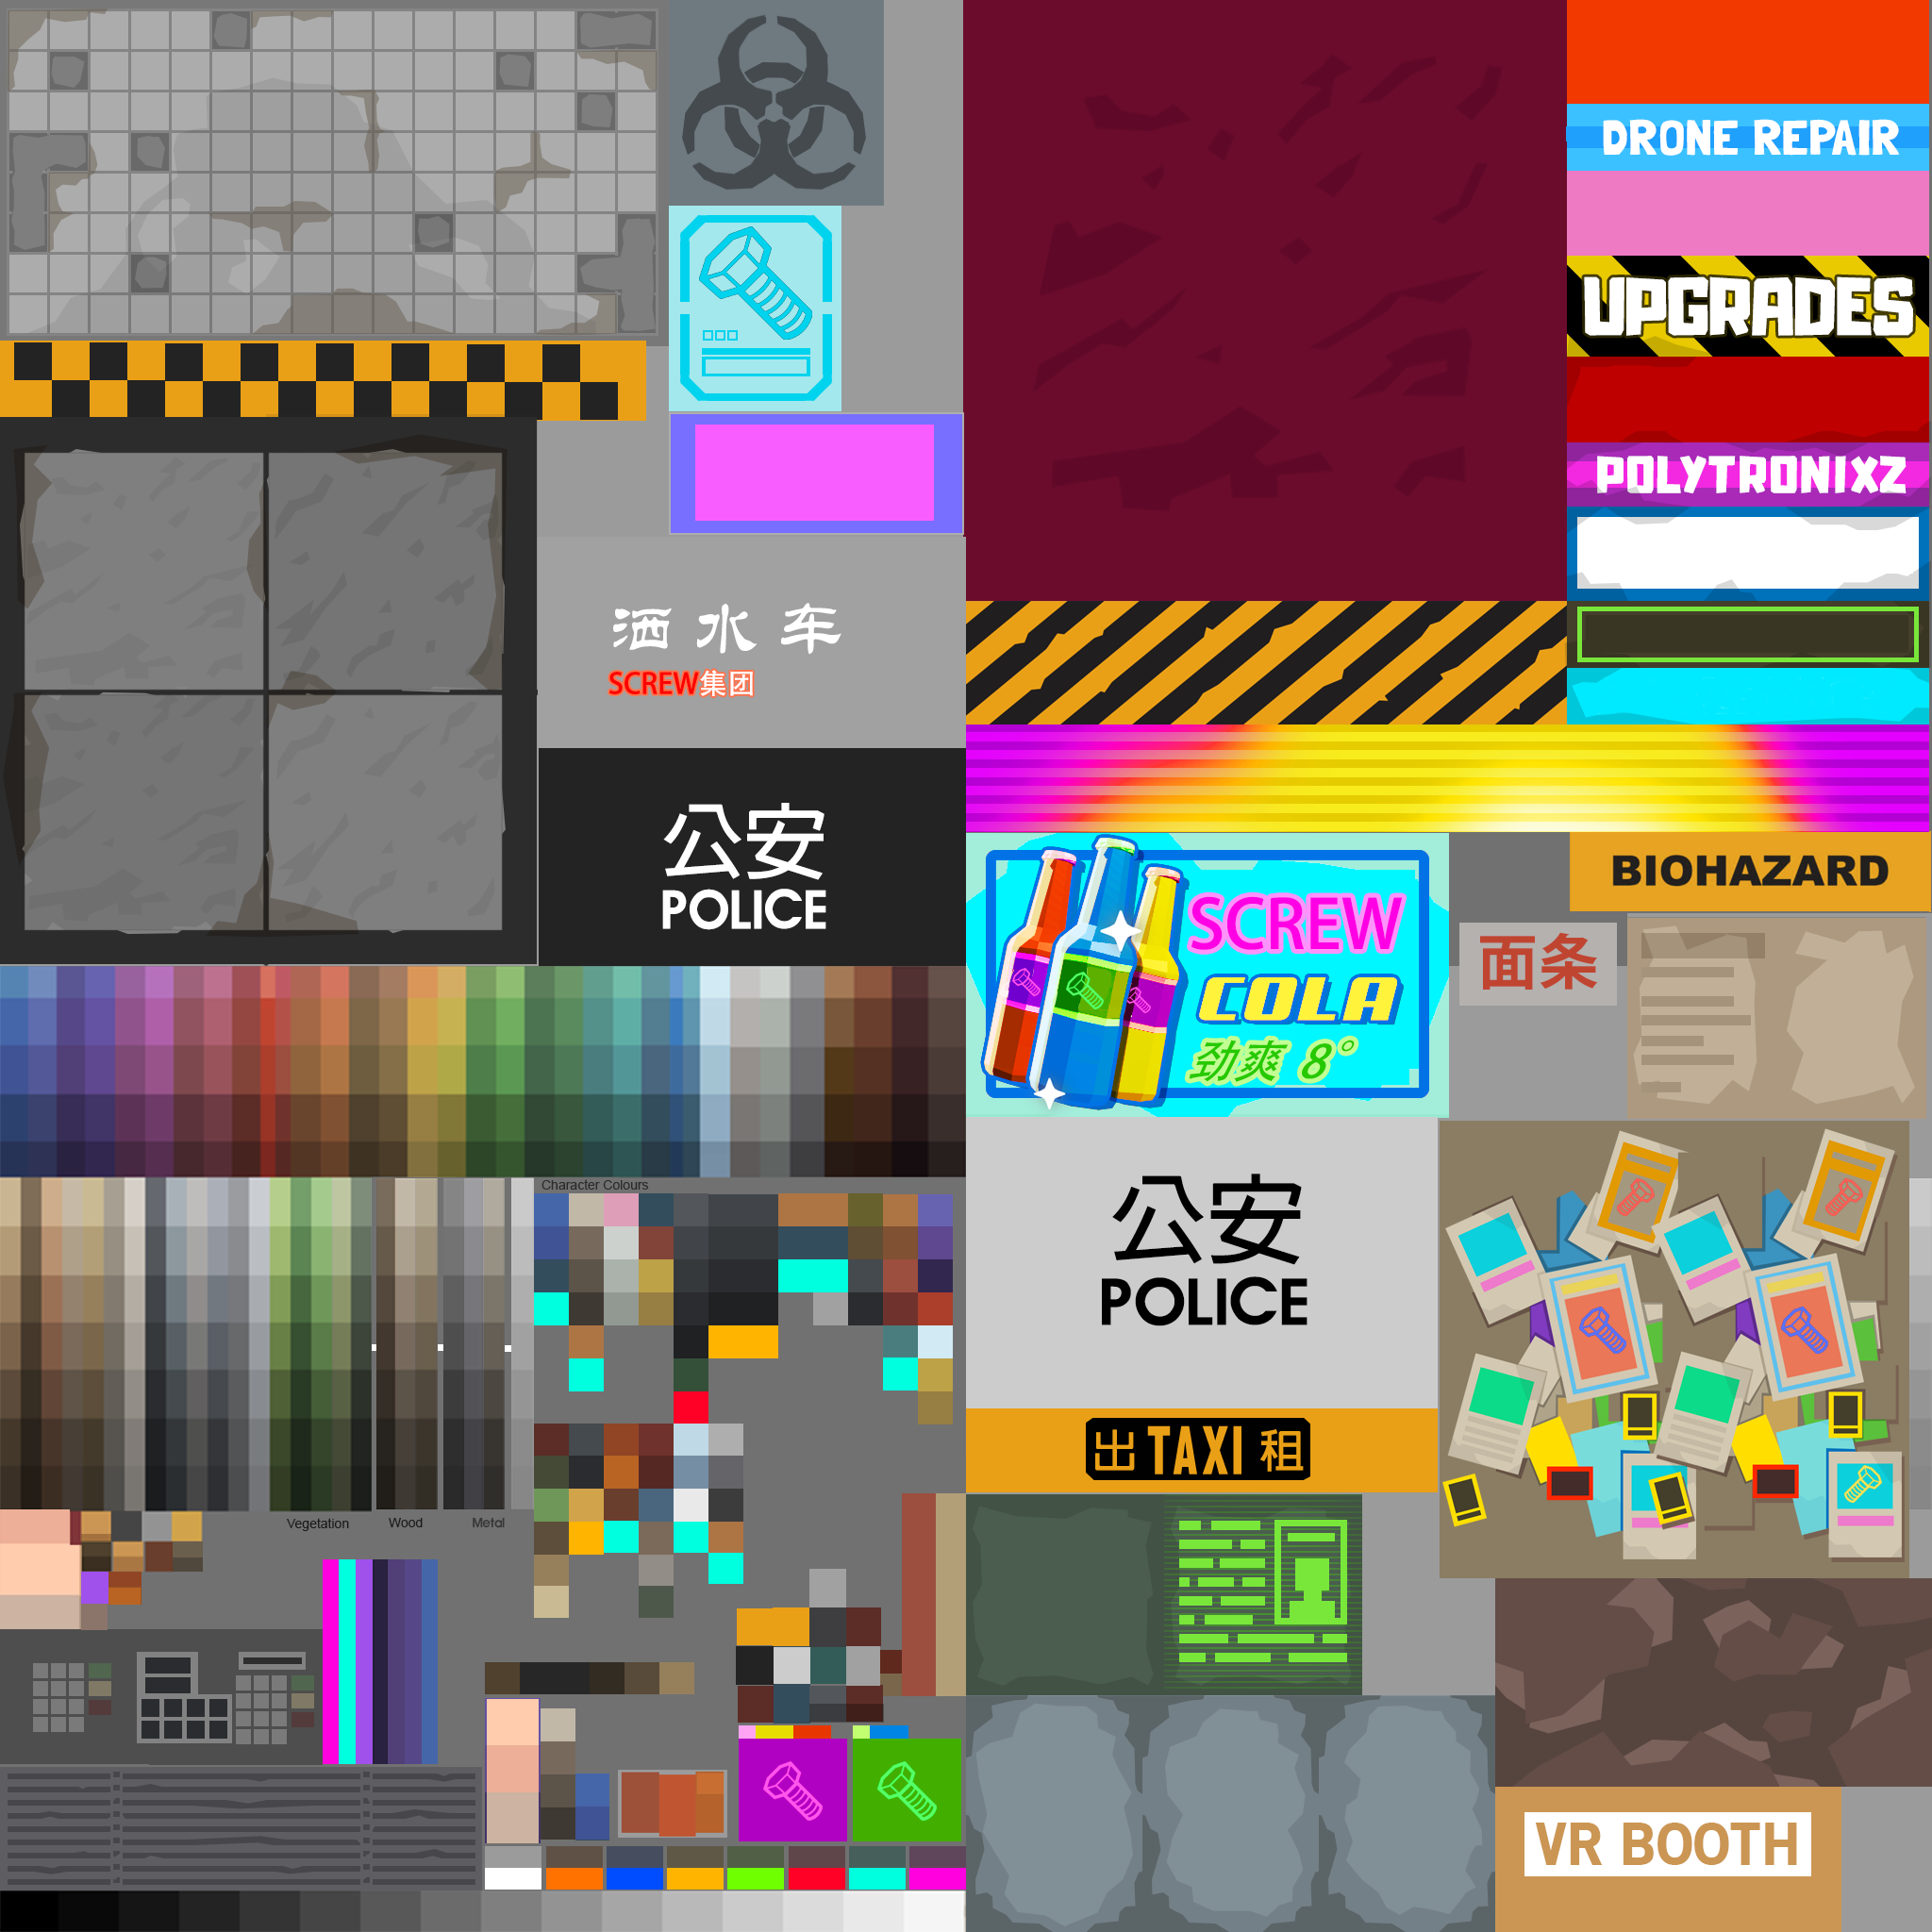 DRONE REPAIR
UPGRADES
POLYTRONIXZ
洒水车
SCREW集团
公安
POLICE
BIOHAZARD
SCREW
COLA
劲爽 8°
面条
公安
POLICE
出 TAXI 租
Character Colours
Vegetation
Wood
Metal
VR BOOTH